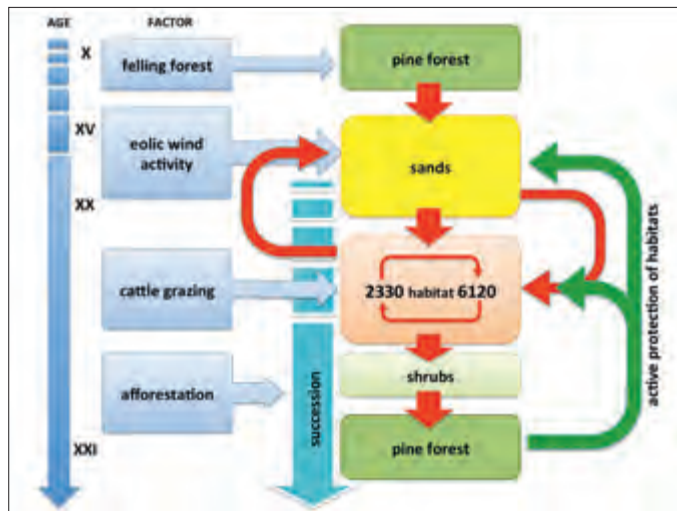 AGE
FACTOR
X
felling forest
pine forest
XV
eolic wind
activity
sands
XX
cattle grazing
2330 habitat 6120
shrubs
afforestation
succession
pine forest
XXI
active protection of habitats